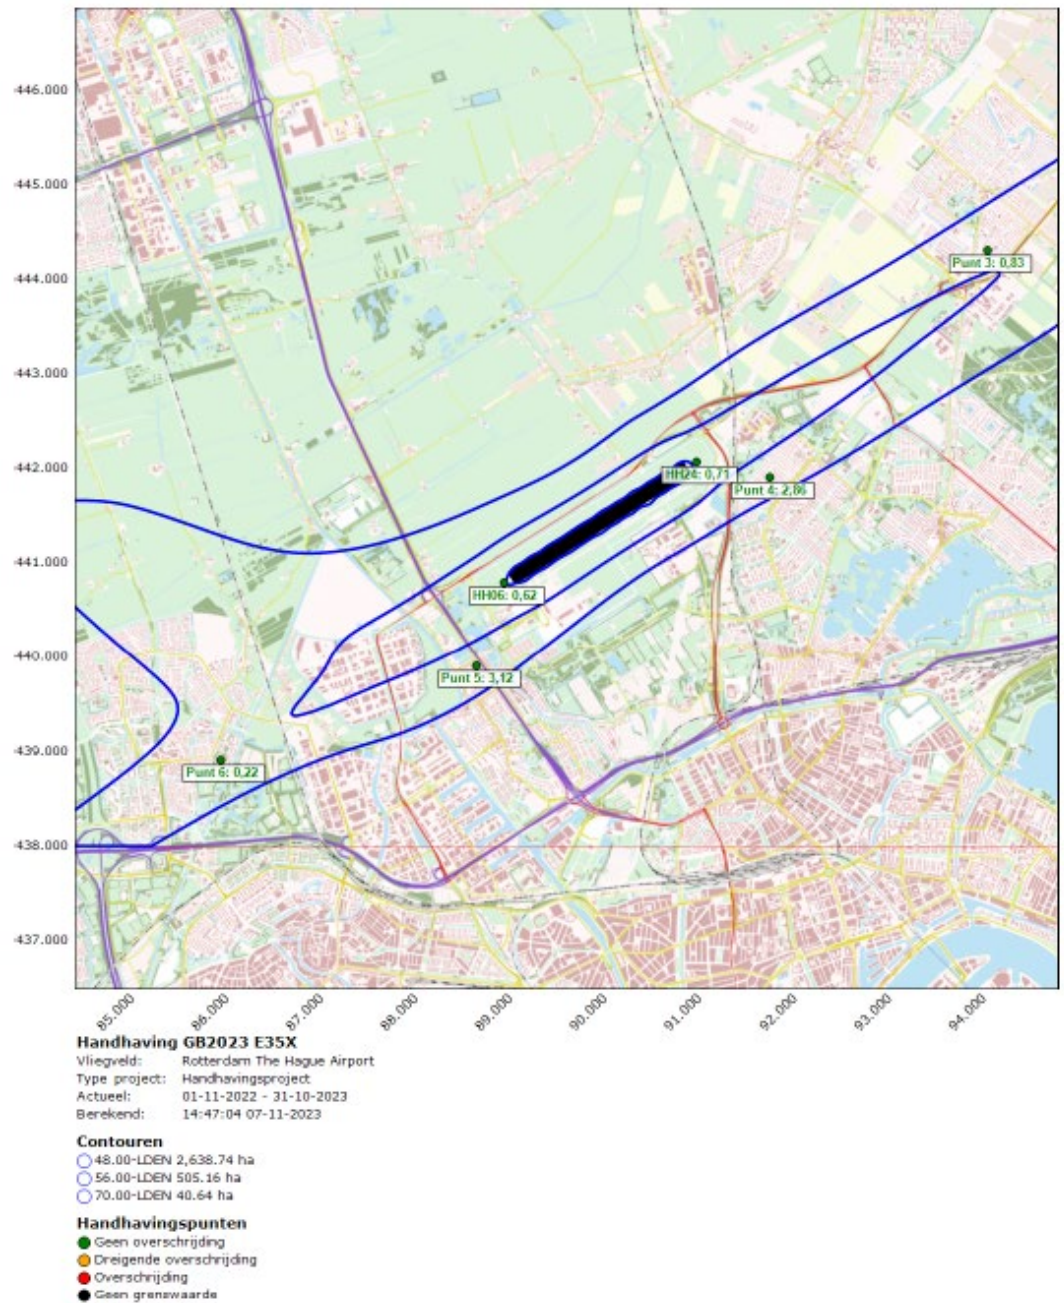 446.000
445.000
444.000
443.000
442.000
441.000
440.000
439.000
438.000
437.000
Punt 3: 0,83
HH24: 0,71
Punt 4: 2,86
HH06: 0,62
Punt 5: 3,12
Punt 6: 0,22
85.000 86.000 87.000 88.000 89.000 90.000 91.000 92.000 93.000 94.000
Handhaving GB2023 E35X
Vliegveld: Rotterdam The Hague Airport
Type project: Handhavingsproject
Actueel: 01-11-2022 - 31-10-2023
Berekend: 14:47:04 07-11-2023
Contouren
48.00-LDEN 2,638.74 ha
56.00-LDEN 505.16 ha
70.00-LDEN 40.64 ha
Handhavingspunten
Geen overschrijding
Dreigende overschrijding
Overschrijding
Geen grenswaarde